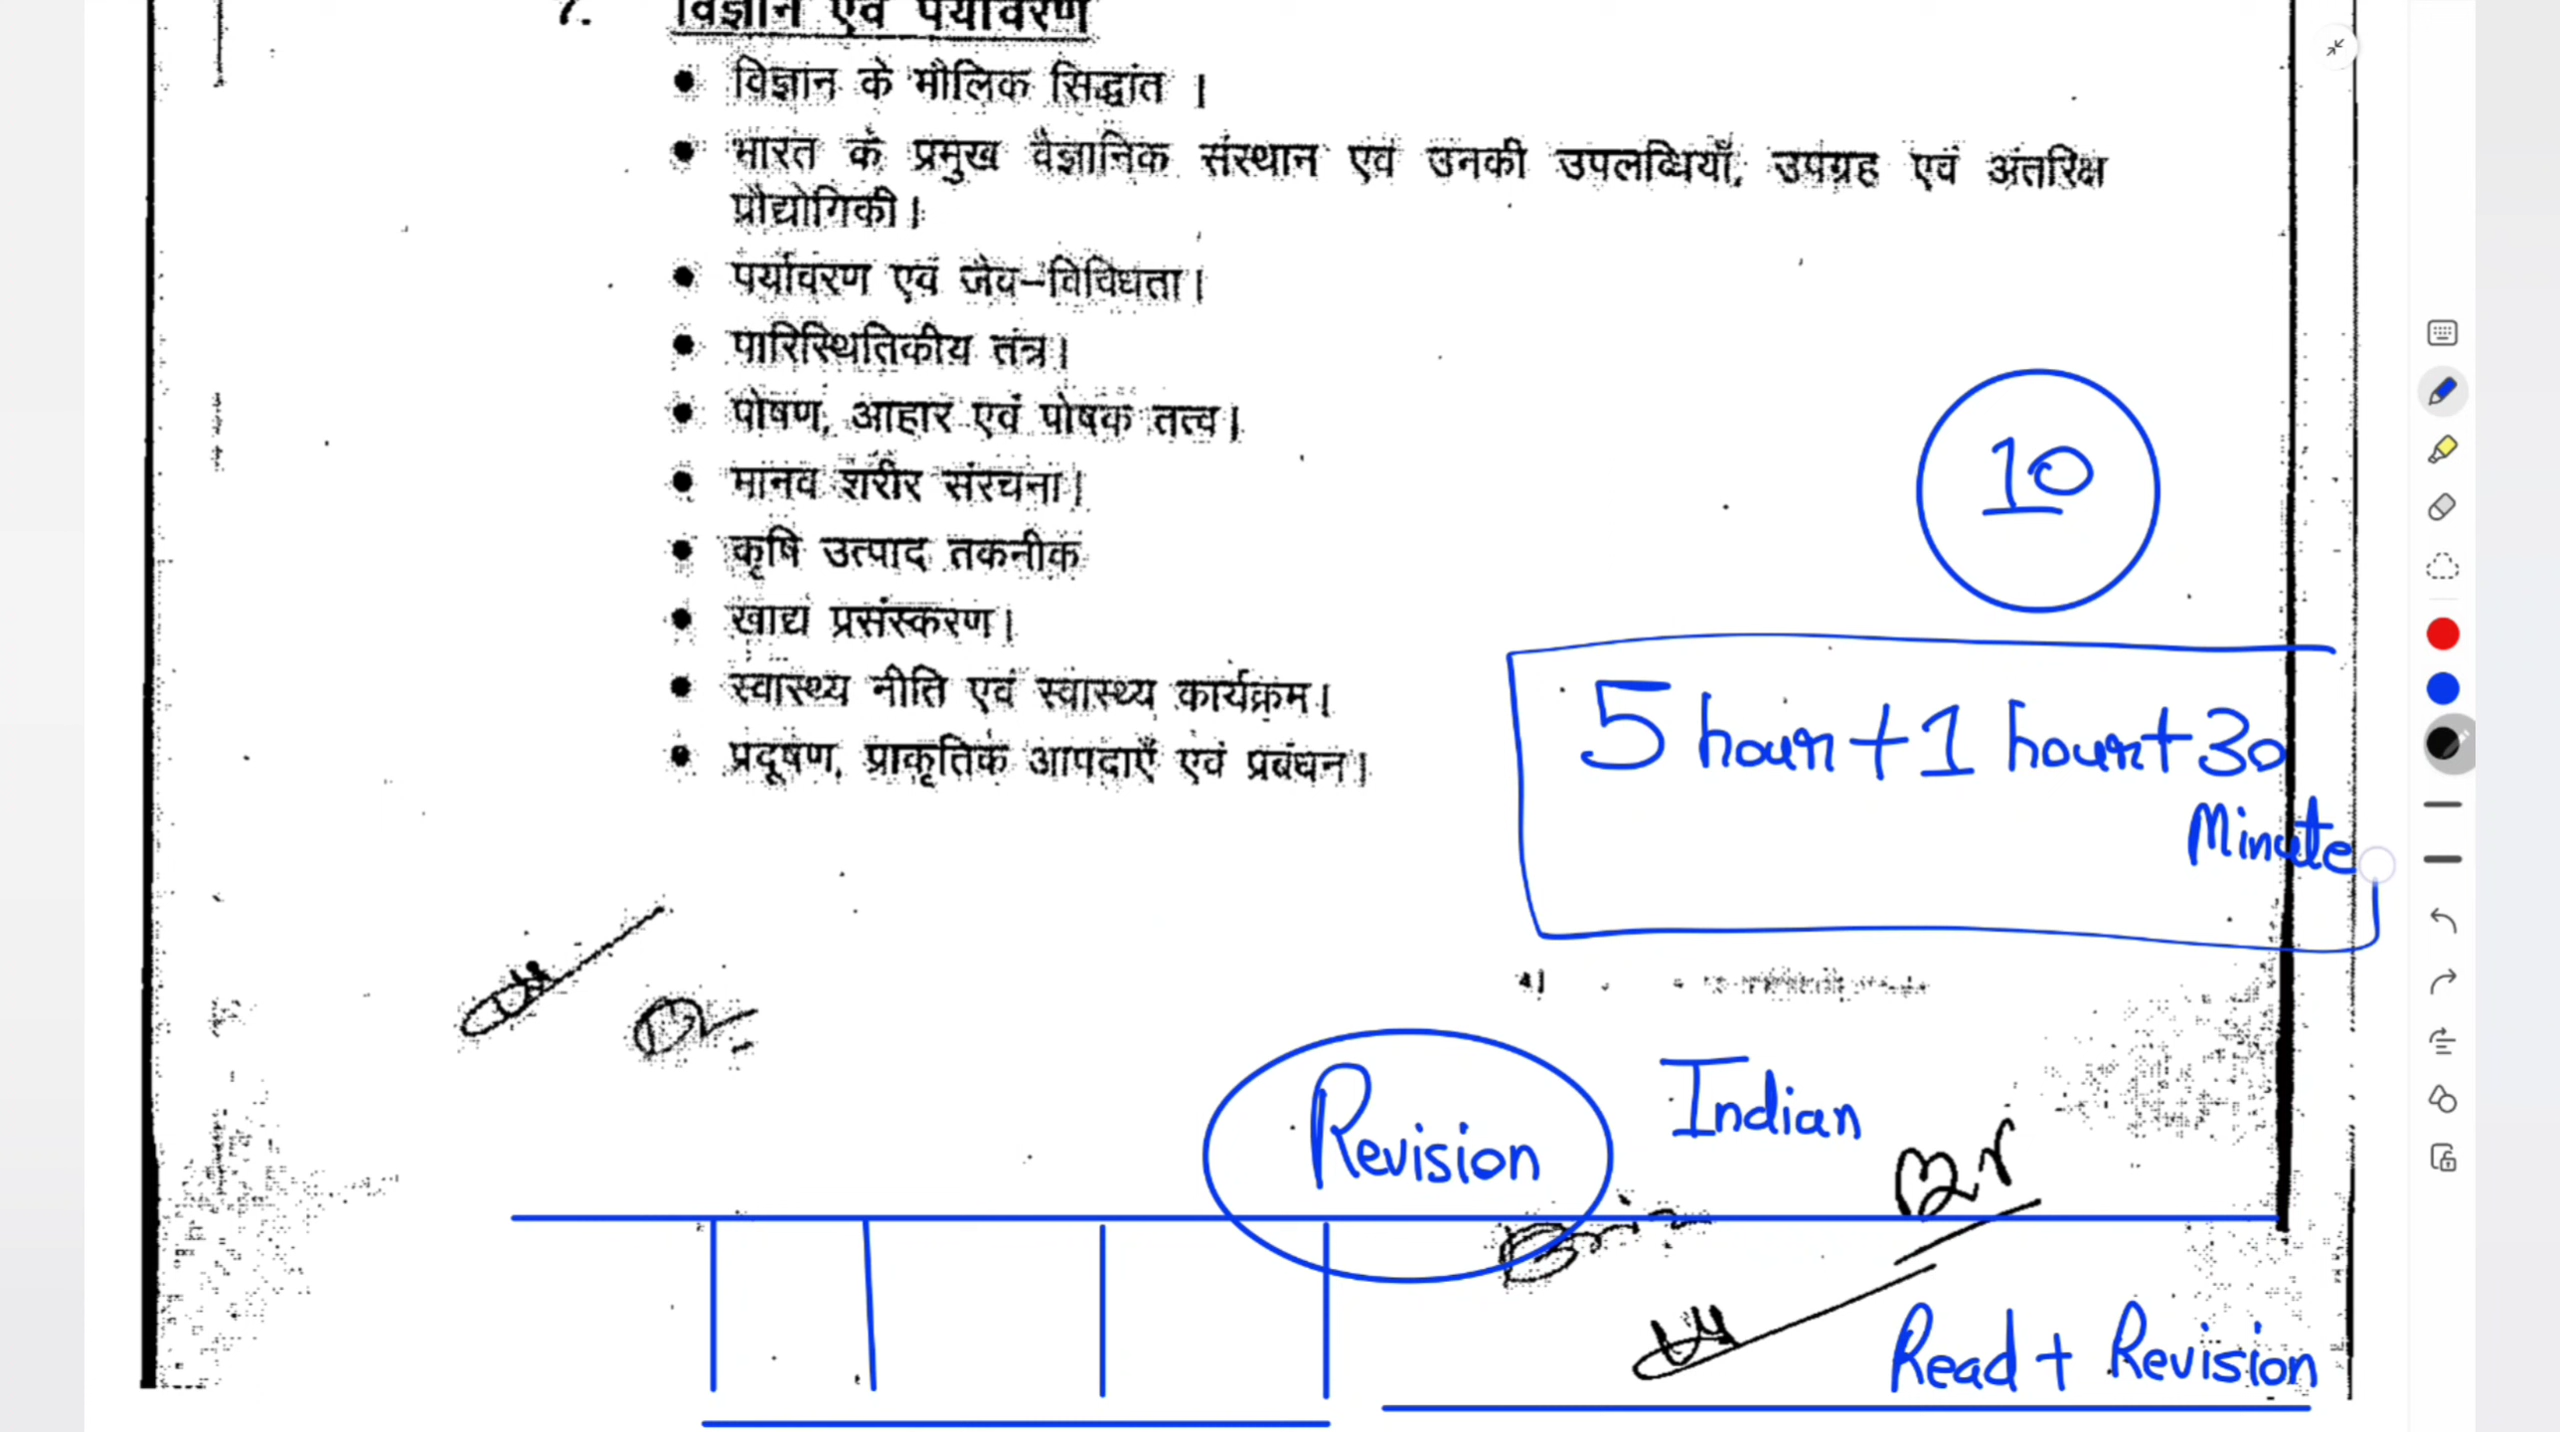 7. विज्ञान एवं पर्यावरण
• विज्ञान के मौलिक सिद्धांत ।
• भारत के प्रमुख वैज्ञानिक संस्थान एवं उनकी उपलब्धियाँ, उपग्रह एवं अंतरिक्ष
प्रौद्योगिकी।
• पर्यावरण एवं जैव-विविधता।
• पारिस्थितिकीय तंत्र।
• पोषण, आहार एवं पोषक तत्व।
• मानव शरीर संरचना।
• कृषि उत्पाद तकनीक
• खाद्य प्रसंस्करण।
• स्वास्थ्य नीति एवं स्वास्थ्य कार्यक्रम।
• प्रदूषण, प्राकृतिक आपदाएँ एवं प्रबंधन।
10
5 hour + 1 hour + 30
Minute
Revision
Indian
Read + Revision